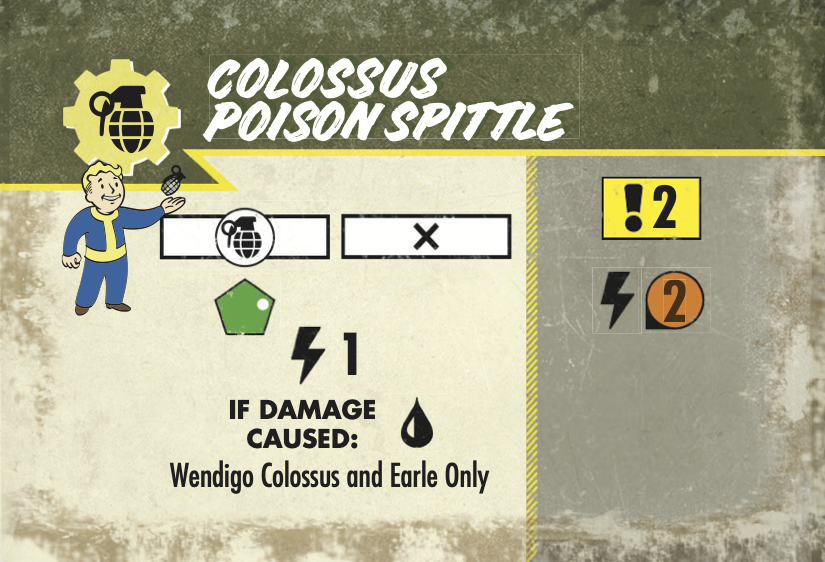 COLOSSUS
POISON SPITTLE
2
2
1
IF DAMAGE
CAUSED:
Wendigo Colossus and Earle Only